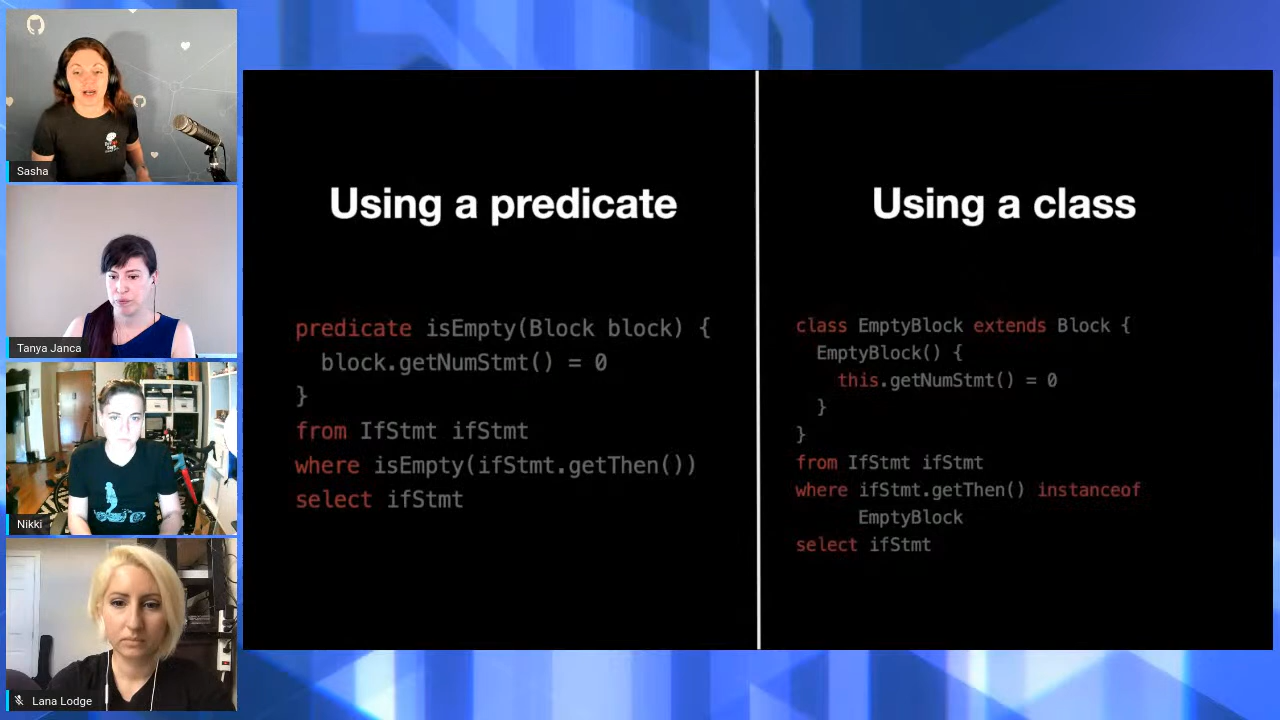 Sasha
Tanya Janca
Nikki
Lana Lodge
Using a predicate
predicate isEmpty(Block block) {
  block.getNumStmt() = 0
}
from IfStmt ifStmt
where isEmpty(ifStmt.getThen())
select ifStmt
Using a class
class EmptyBlock extends Block {
  EmptyBlock() {
    this.getNumStmt() = 0
  }
}
from IfStmt ifStmt
where ifStmt.getThen() instanceof
      EmptyBlock
select ifStmt